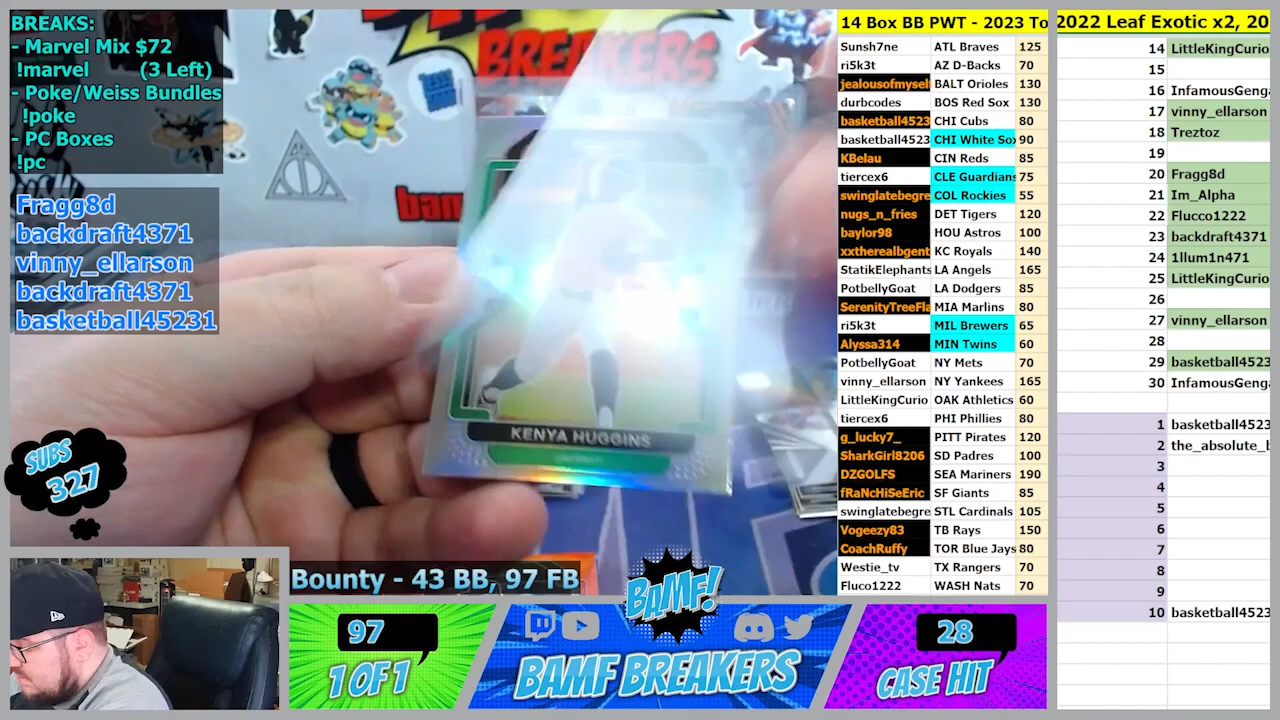 BREAKS:
- Marvel Mix $72
!marvel (3 Left)
- Poke/Weiss Bundles
!poke
- PC Boxes
!pc
Fragg8d
backdraft4371
vinny_ellarson
backdraft4371
basketball45231
SUBS
327
BREAKERS
KENYA HUGGINS
Bounty - 43 BB, 97 FB
97
1 OF 1
BAMF!
BAMF BREAKERS
28
CASE HIT
14 Box BB PWT - 2023 To
Sunsh7ne ATL Braves 125
ri5k3t AZ D-Backs 70
jealousofmysel BALT Orioles 130
durbcodes BOS Red Sox 130
basketball4523 CHI Cubs 80
basketball4523 CHI White Sox 90
KBelau CIN Reds 85
tiercex6 CLE Guardians 75
swinglatebegre COL Rockies 55
nugs_n_fries DET Tigers 120
baylor98 HOU Astros 100
xxtherealbgent KC Royals 140
StatikElephants LA Angels 165
PotbellyGoat LA Dodgers 85
SerenityTreeFla MIA Marlins 80
ri5k3t MIL Brewers 65
Alyssa314 MIN Twins 60
PotbellyGoat NY Mets 70
vinny_ellarson NY Yankees 165
LittleKingCurio OAK Athletics 60
tiercex6 PHI Phillies 80
g_lucky7_ PITT Pirates 120
SharkGirl8206 SD Padres 100
DZGOLFS SEA Mariners 190
fRaNcHiSeEric SF Giants 85
swinglatebegre STL Cardinals 105
Vogeezy83 TB Rays 150
CoachRuffy TOR Blue Jays 80
Westie_tv TX Rangers 70
Fluco1222 WASH Nats 70
2022 Leaf Exotic x2, 20
14 LittleKingCurio
15
16 InfamousGenga
17 vinny_ellarson
18 Treztoz
19
20 Fragg8d
21 Im_Alpha
22 Flucco1222
23 backdraft4371
24 1llum1n471
25 LittleKingCurio
26
27 vinny_ellarson
28
29 basketball4523
30 InfamousGenga
1 basketball4523
2 the_absolute_b
3
4
5
6
7
8
9
10 basketball4523